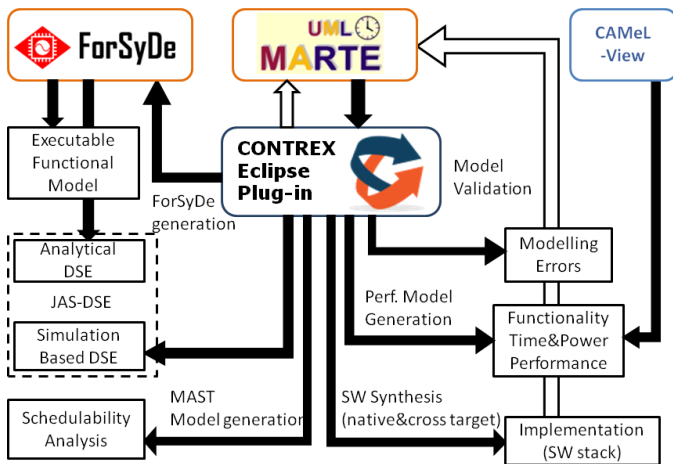 ForSyDe
UML
MARTE
CAMeL
-View
Executable
Functional
Model
CONTREX
Eclipse
Plug-in
Model
Validation
ForSyDe
generation
Analytical
DSE
JAS-DSE
Simulation
Based DSE
Modelling
Errors
Perf. Model
Generation
Functionality
Time&Power
Performance
MAST
Model generation
SW Synthesis
(native&cross target)
Schedulability
Analysis
Implementation
(SW stack)